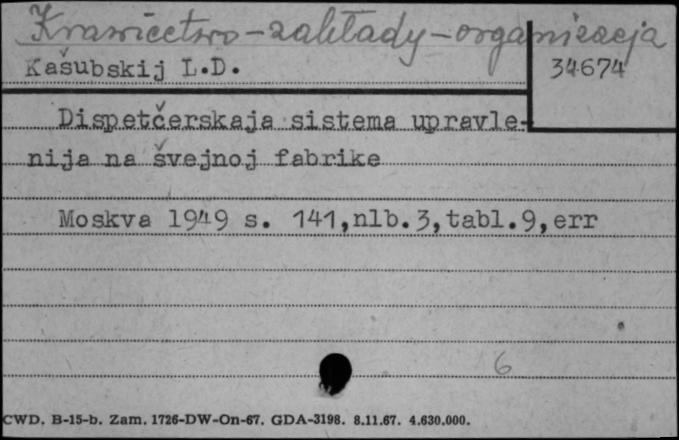 Krawiectwo - zakłady - organizacja
Kašubskij L.D.
34674
Dispetčerskaja sistema upravle-
nija na švejnoj fabrike
Moskva 1949 s. 141,nlb.3,tabl.9,err
6
CWD. B-15-b. Zam. 1726-DW-On-67. GDA-3198. 8.11.67. 4.630.000.